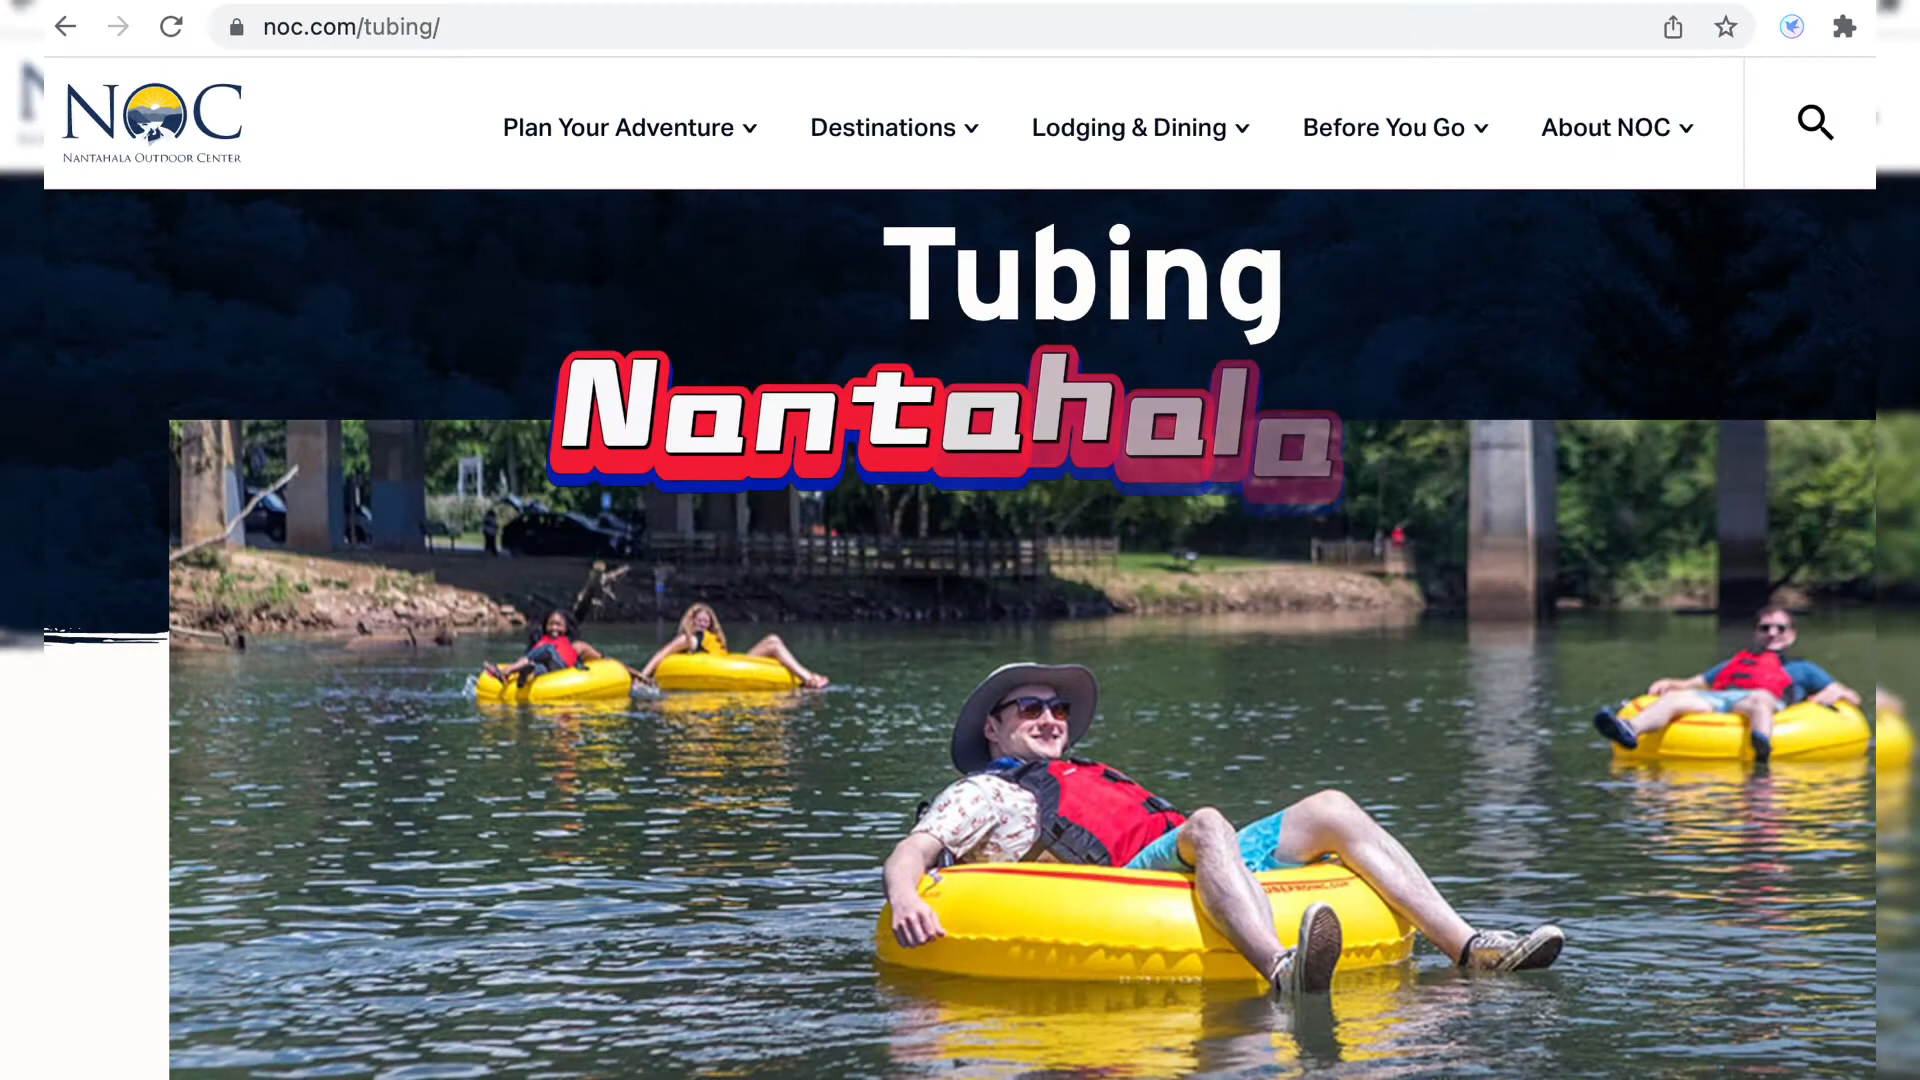 noc.com/tubing/
NOC
NANTAHALA OUTDOOR CENTER
Plan Your Adventure
Destinations
Lodging & Dining
Before You Go
About NOC
Tubing
Nantahala